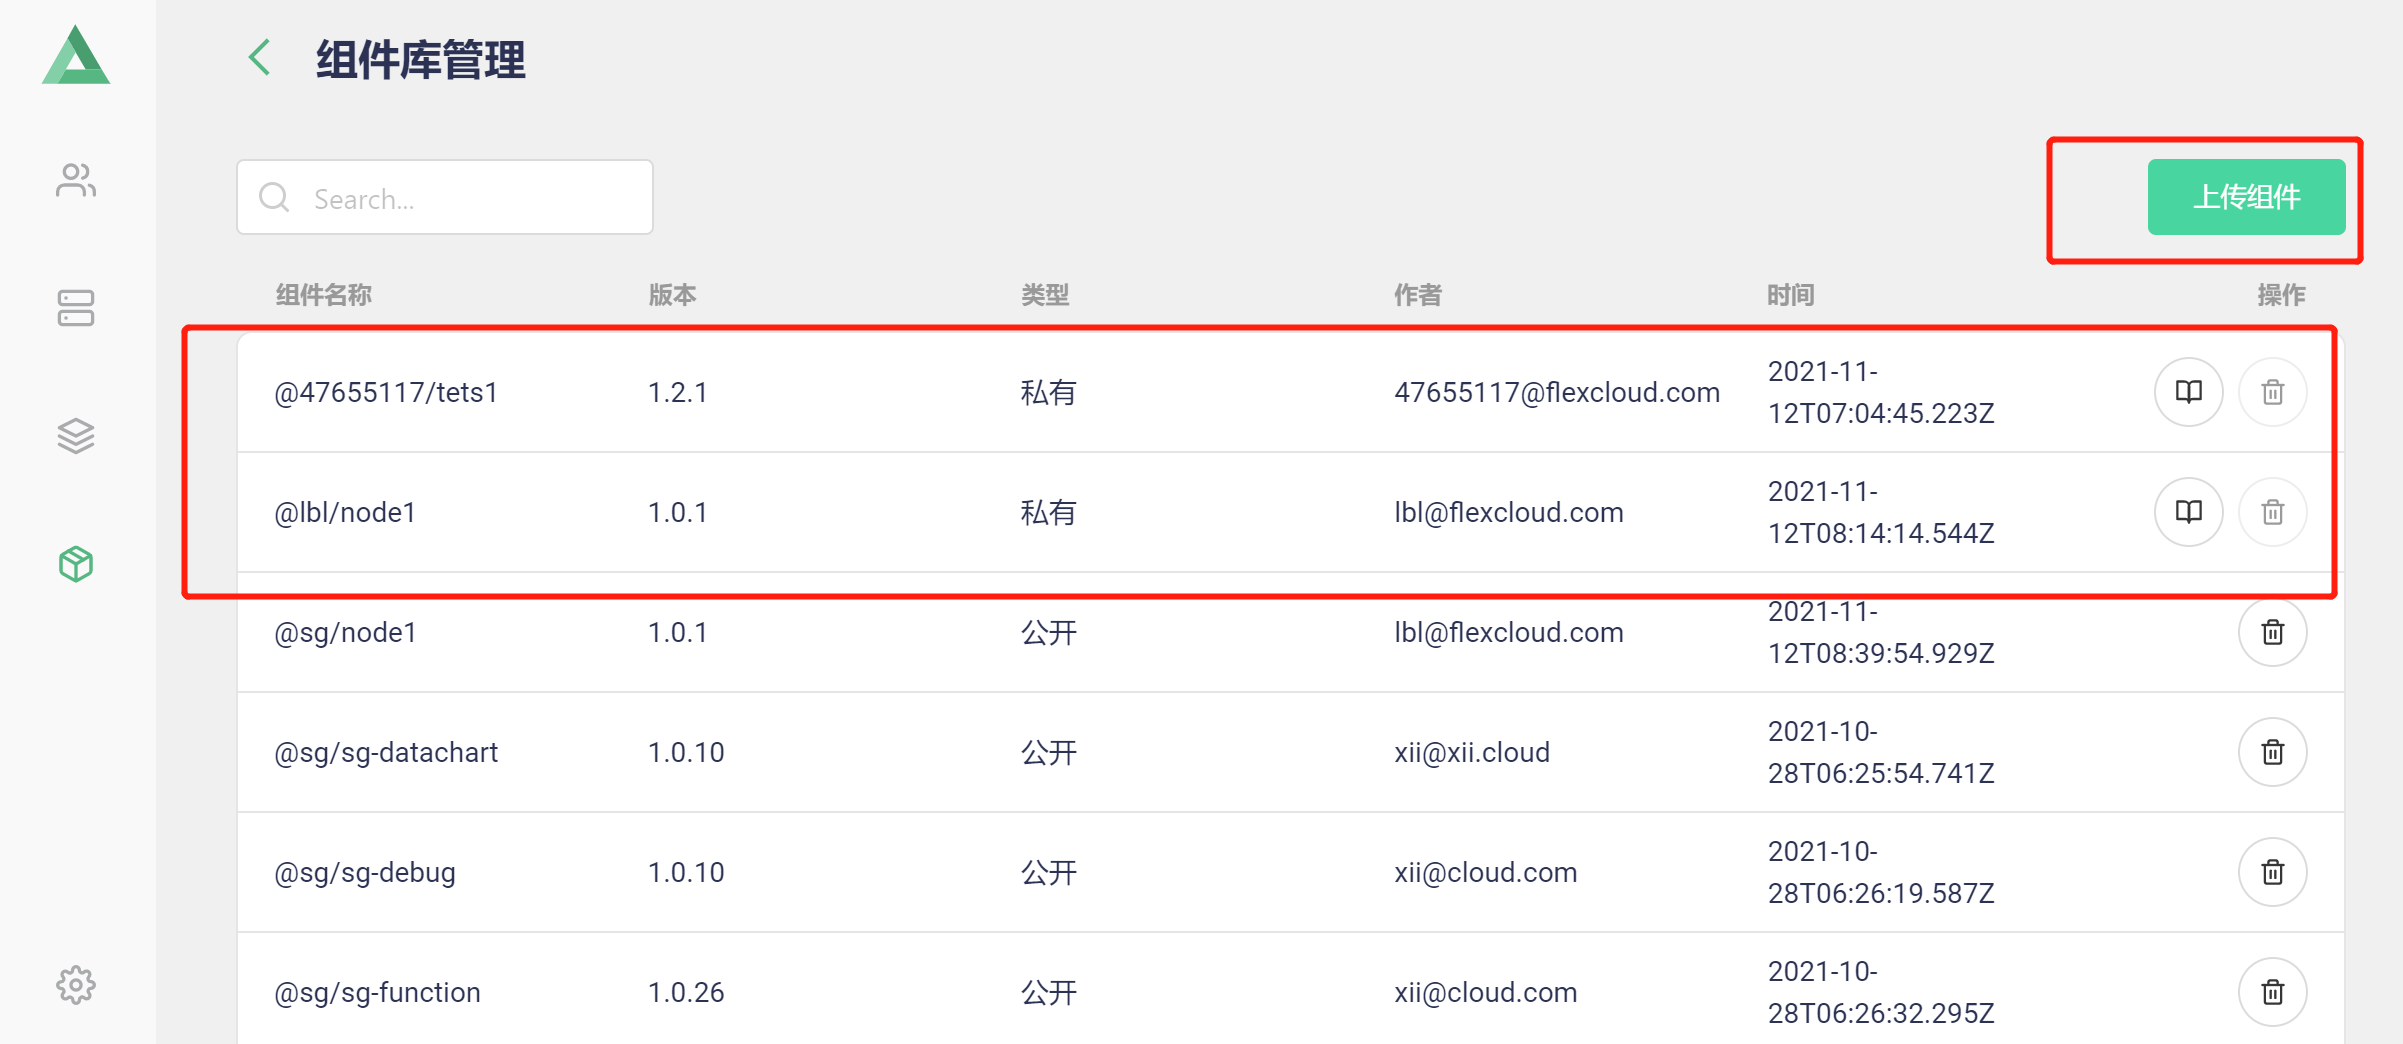 组件库管理
Search...
上传组件
组件名称 版本 类型 作者 时间 操作
@47655117/tets1 1.2.1 私有 47655117@flexcloud.com 2021-11-
12T07:04:45.223Z
@lbl/node1 1.0.1 私有 lbl@flexcloud.com 2021-11-
12T08:14:14.544Z
@sg/node1 1.0.1 公开 lbl@flexcloud.com 2021-11-
12T08:39:54.929Z
@sg/sg-datachart 1.0.10 公开 xii@xii.cloud 2021-10-
28T06:25:54.741Z
@sg/sg-debug 1.0.10 公开 xii@cloud.com 2021-10-
28T06:26:19.587Z
@sg/sg-function 1.0.26 公开 xii@cloud.com 2021-10-
28T06:26:32.295Z